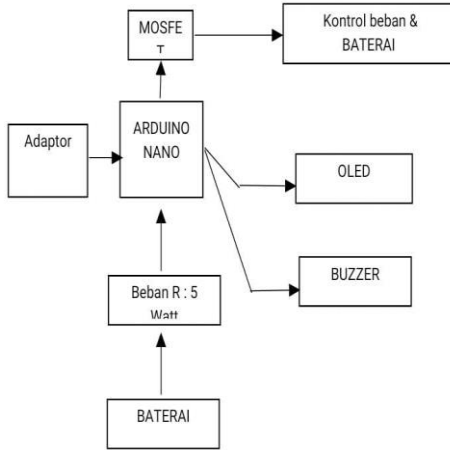 MOSFE
T
Kontrol beban &
BATERAI
ARDUINO
NANO
Adaptor
OLED
BUZZER
Beban R : 5
Watt
BATERAI